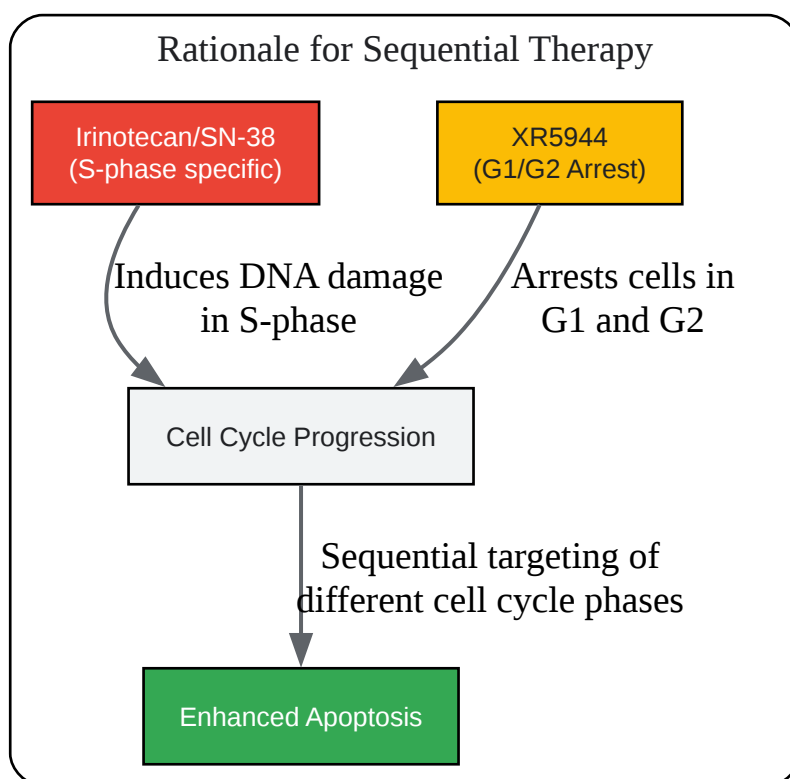 Rationale for Sequential Therapy
Irinotecan/SN-38
(S-phase specific)
XR5944
(G1/G2 Arrest)
Induces DNA damage
in S-phase
Arrests cells in
G1 and G2
Cell Cycle Progression
Sequential targeting of
different cell cycle phases
Enhanced Apoptosis